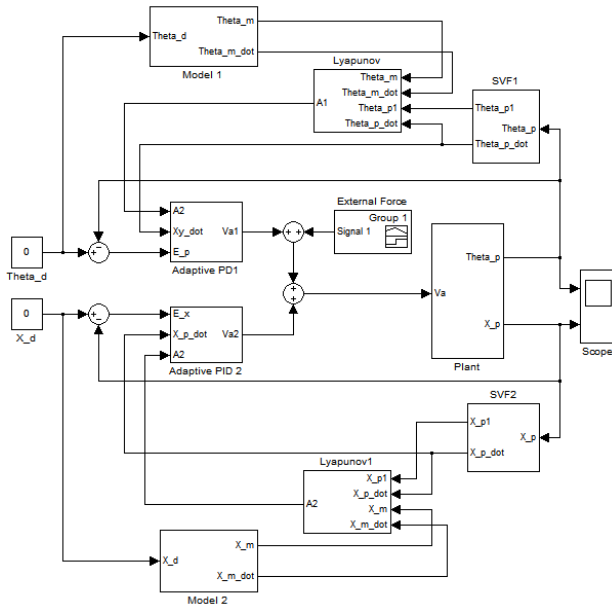 Theta_m
Theta_d
Theta_m_dot
Model 1
Lyapunov
Theta_m
Theta_m_dot
A1
Theta_p1
Theta_p_dot
SVF1
Theta_p1
Theta_p
Theta_p_dot
External Force
Group 1
Signal 1
A2
Xy_dot
Va1
E_p
Adaptive PD1
0
Theta_d
0
X_d
E_x
X_p_dot
Va2
A2
Adaptive PID 2
Theta_p
Va
X_p
Plant
Scope
SVF2
X_p1
X_p
X_p_dot
Lyapunov1
X_p1
X_p_dot
A2
X_m
X_m_dot
X_m
X_d
X_m_dot
Model 2